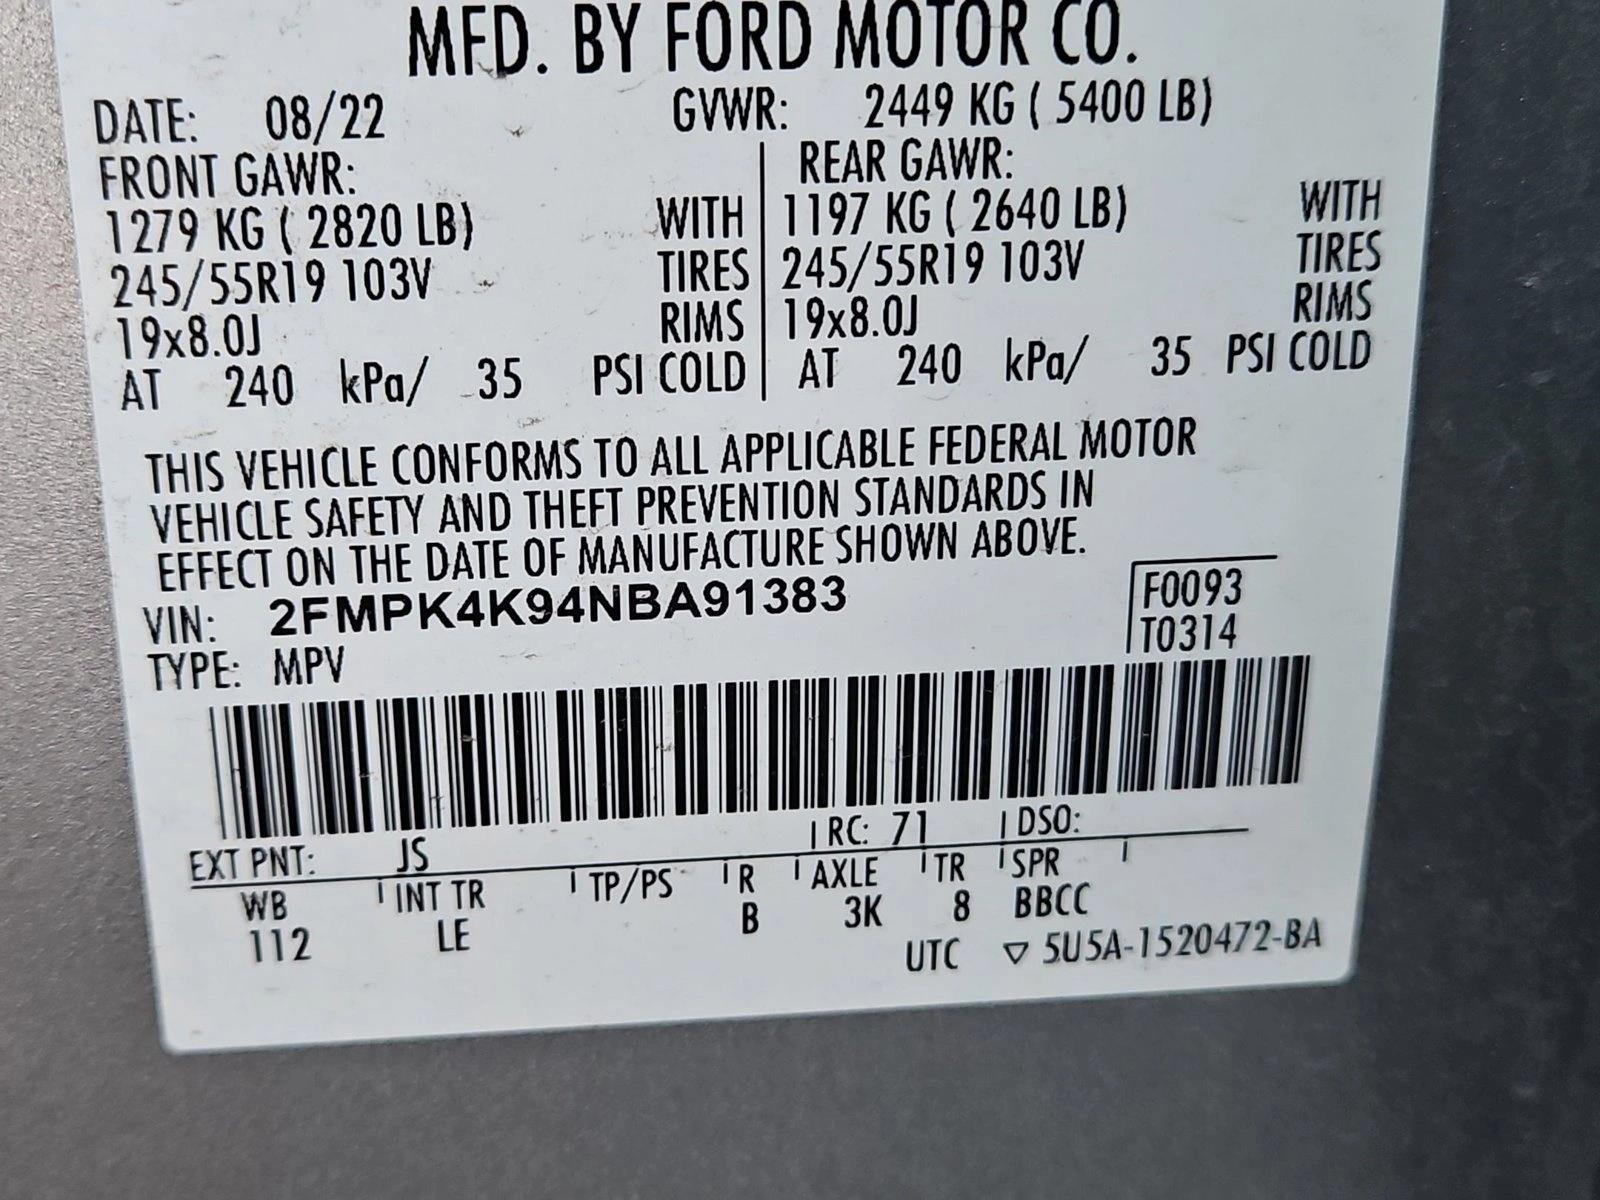 MFD. BY FORD MOTOR CO.
DATE: 08/22 GVWR: 2449 KG ( 5400 LB)
FRONT GAWR: REAR GAWR:
1279 KG ( 2820 LB) WITH 1197 KG ( 2640 LB) WITH
245/55R19 103V TIRES 245/55R19 103V TIRES
19x8.0J RIMS 19x8.0J RIMS
AT 240 kPa/ 35 PSI COLD AT 240 kPa/ 35 PSI COLD
THIS VEHICLE CONFORMS TO ALL APPLICABLE FEDERAL MOTOR
VEHICLE SAFETY AND THEFT PREVENTION STANDARDS IN
EFFECT ON THE DATE OF MANUFACTURE SHOWN ABOVE.
VIN: 2FMPK4K94NBA91383 F0093
TYPE: MPV T0314
EXT PNT: JS RC: 71 DSO:
WB INT TR TP/PS R AXLE TR SPR
112 LE B 3K 8 BBCC
UTC ▽ 5U5A-1520472-BA